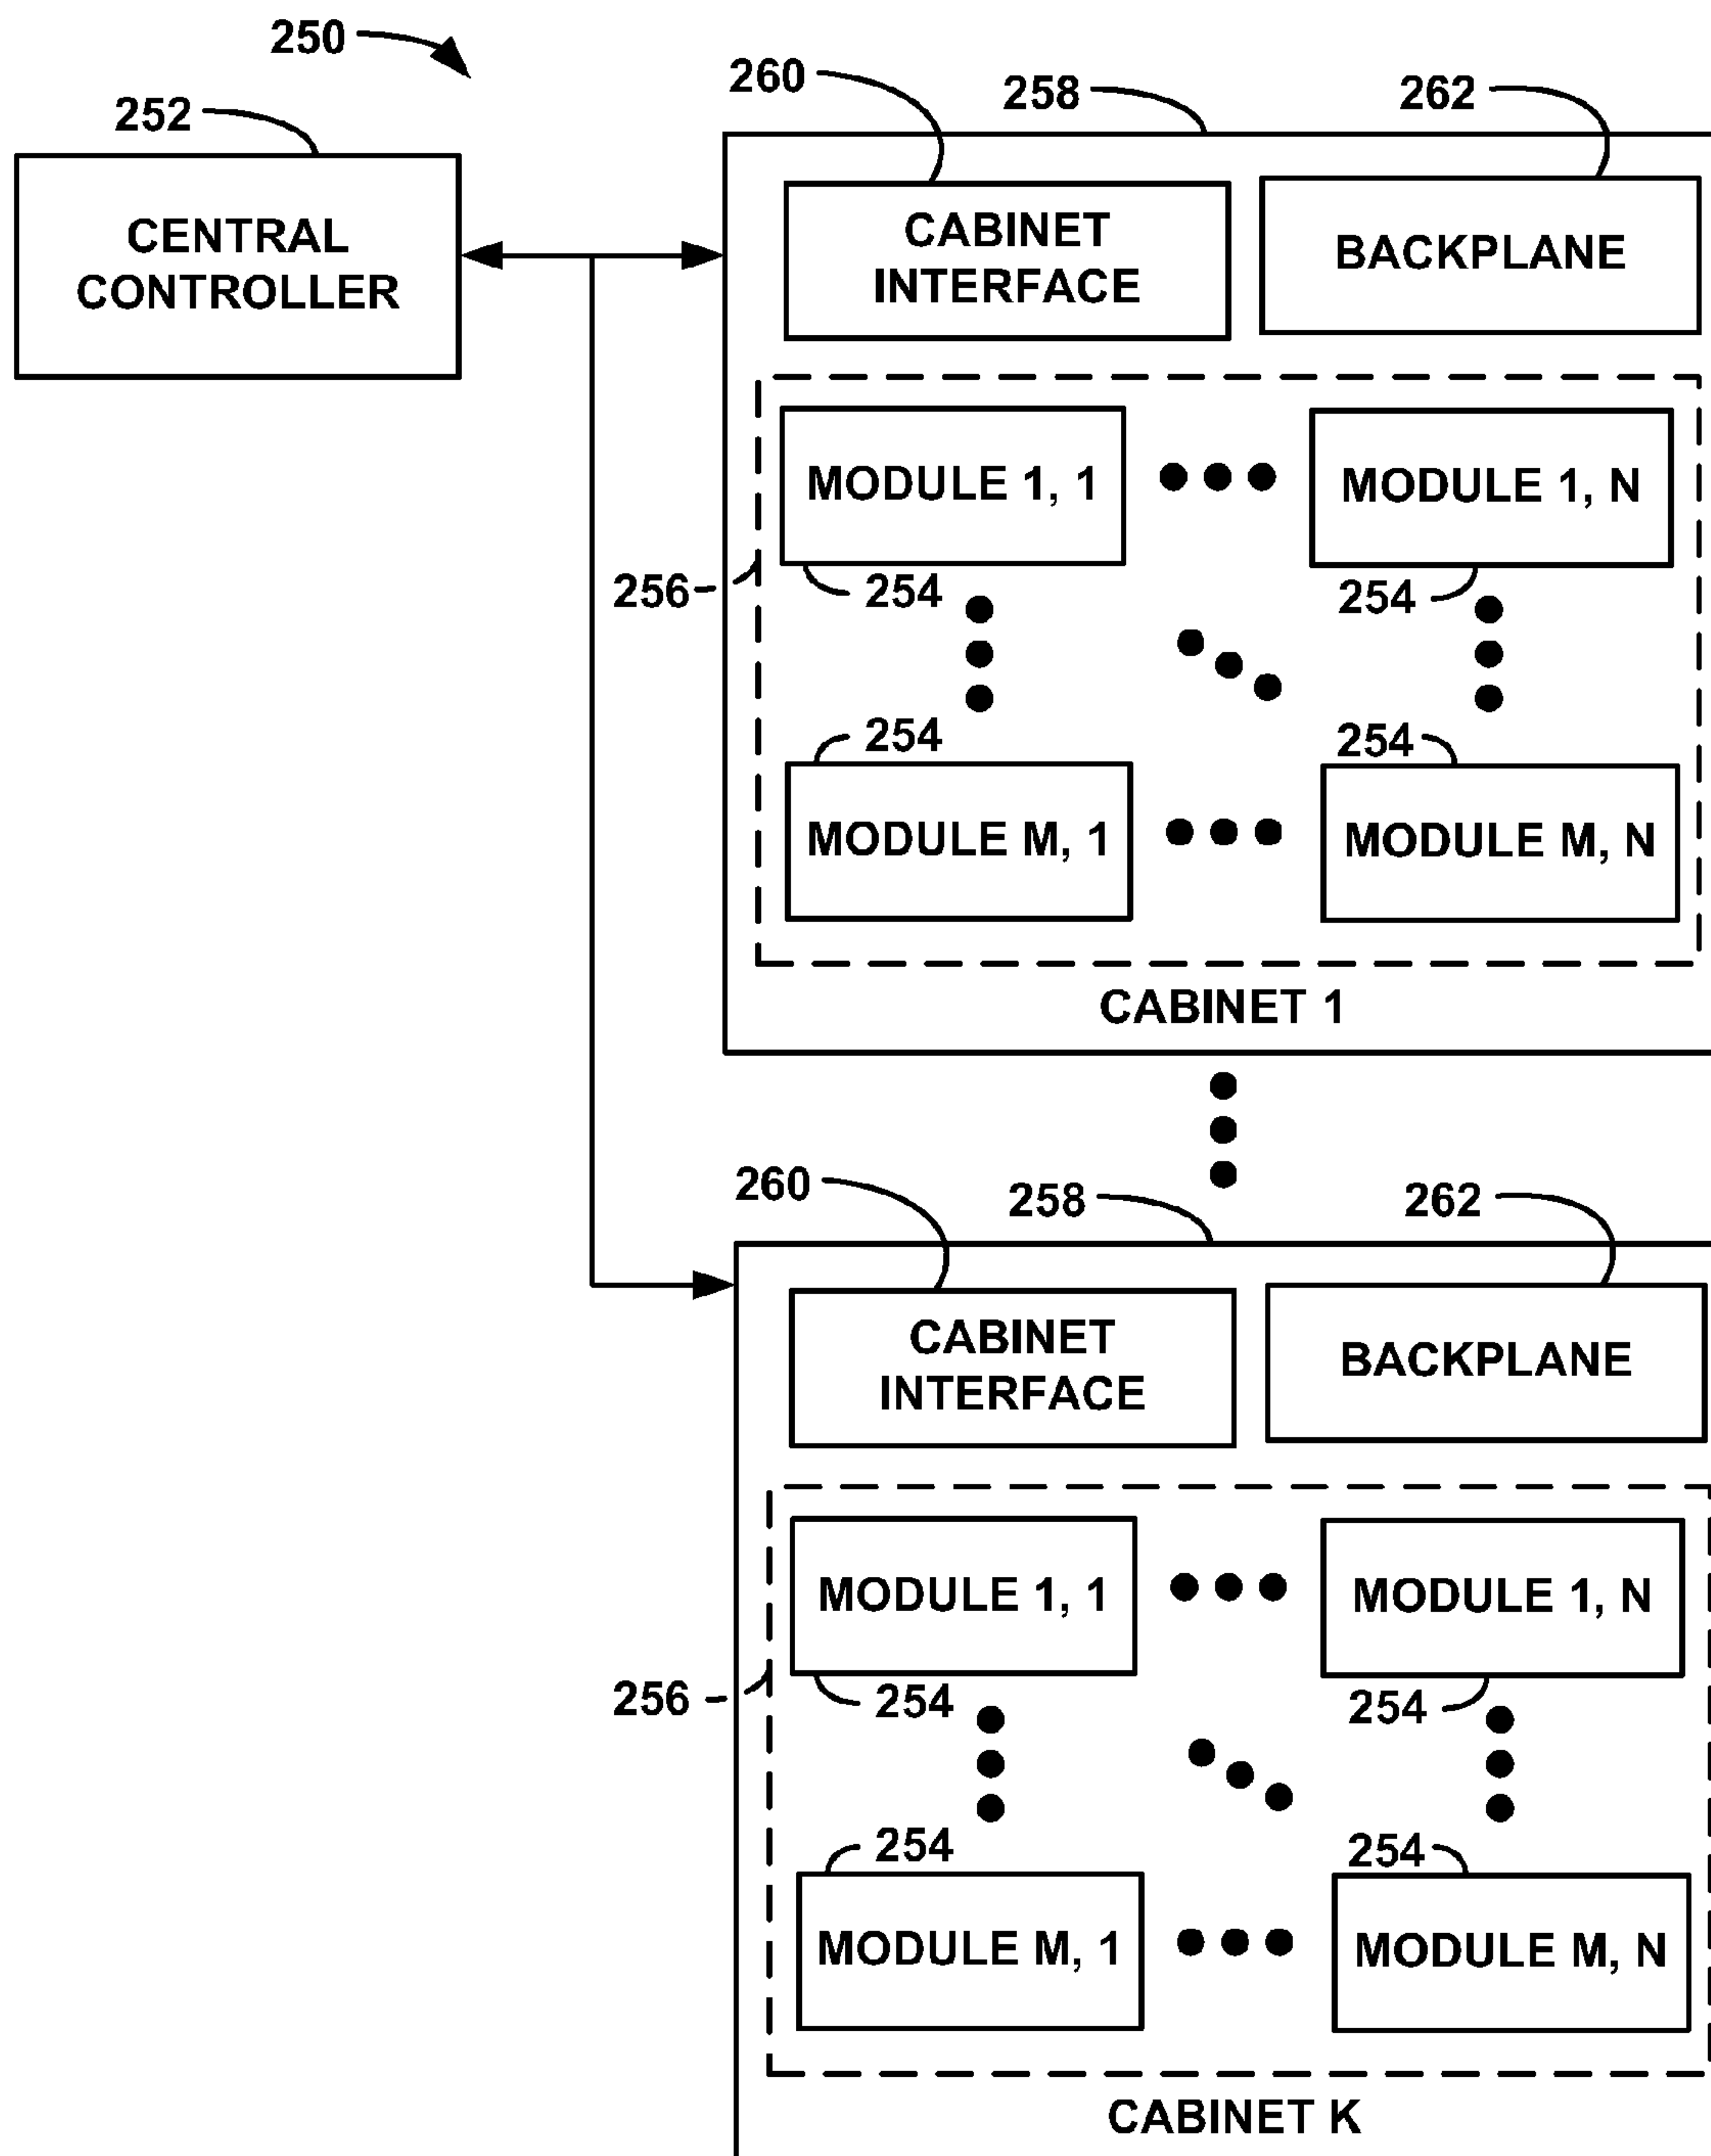 250
252
260
258
262
CENTRAL
CONTROLLER
CABINET
INTERFACE
BACKPLANE
MODULE 1, 1
MODULE 1, N
256
254
254
254
254
MODULE M, 1
MODULE M, N
CABINET 1
260
258
262
CABINET
INTERFACE
BACKPLANE
MODULE 1, 1
MODULE 1, N
256
254
254
254
254
MODULE M, 1
MODULE M, N
CABINET K